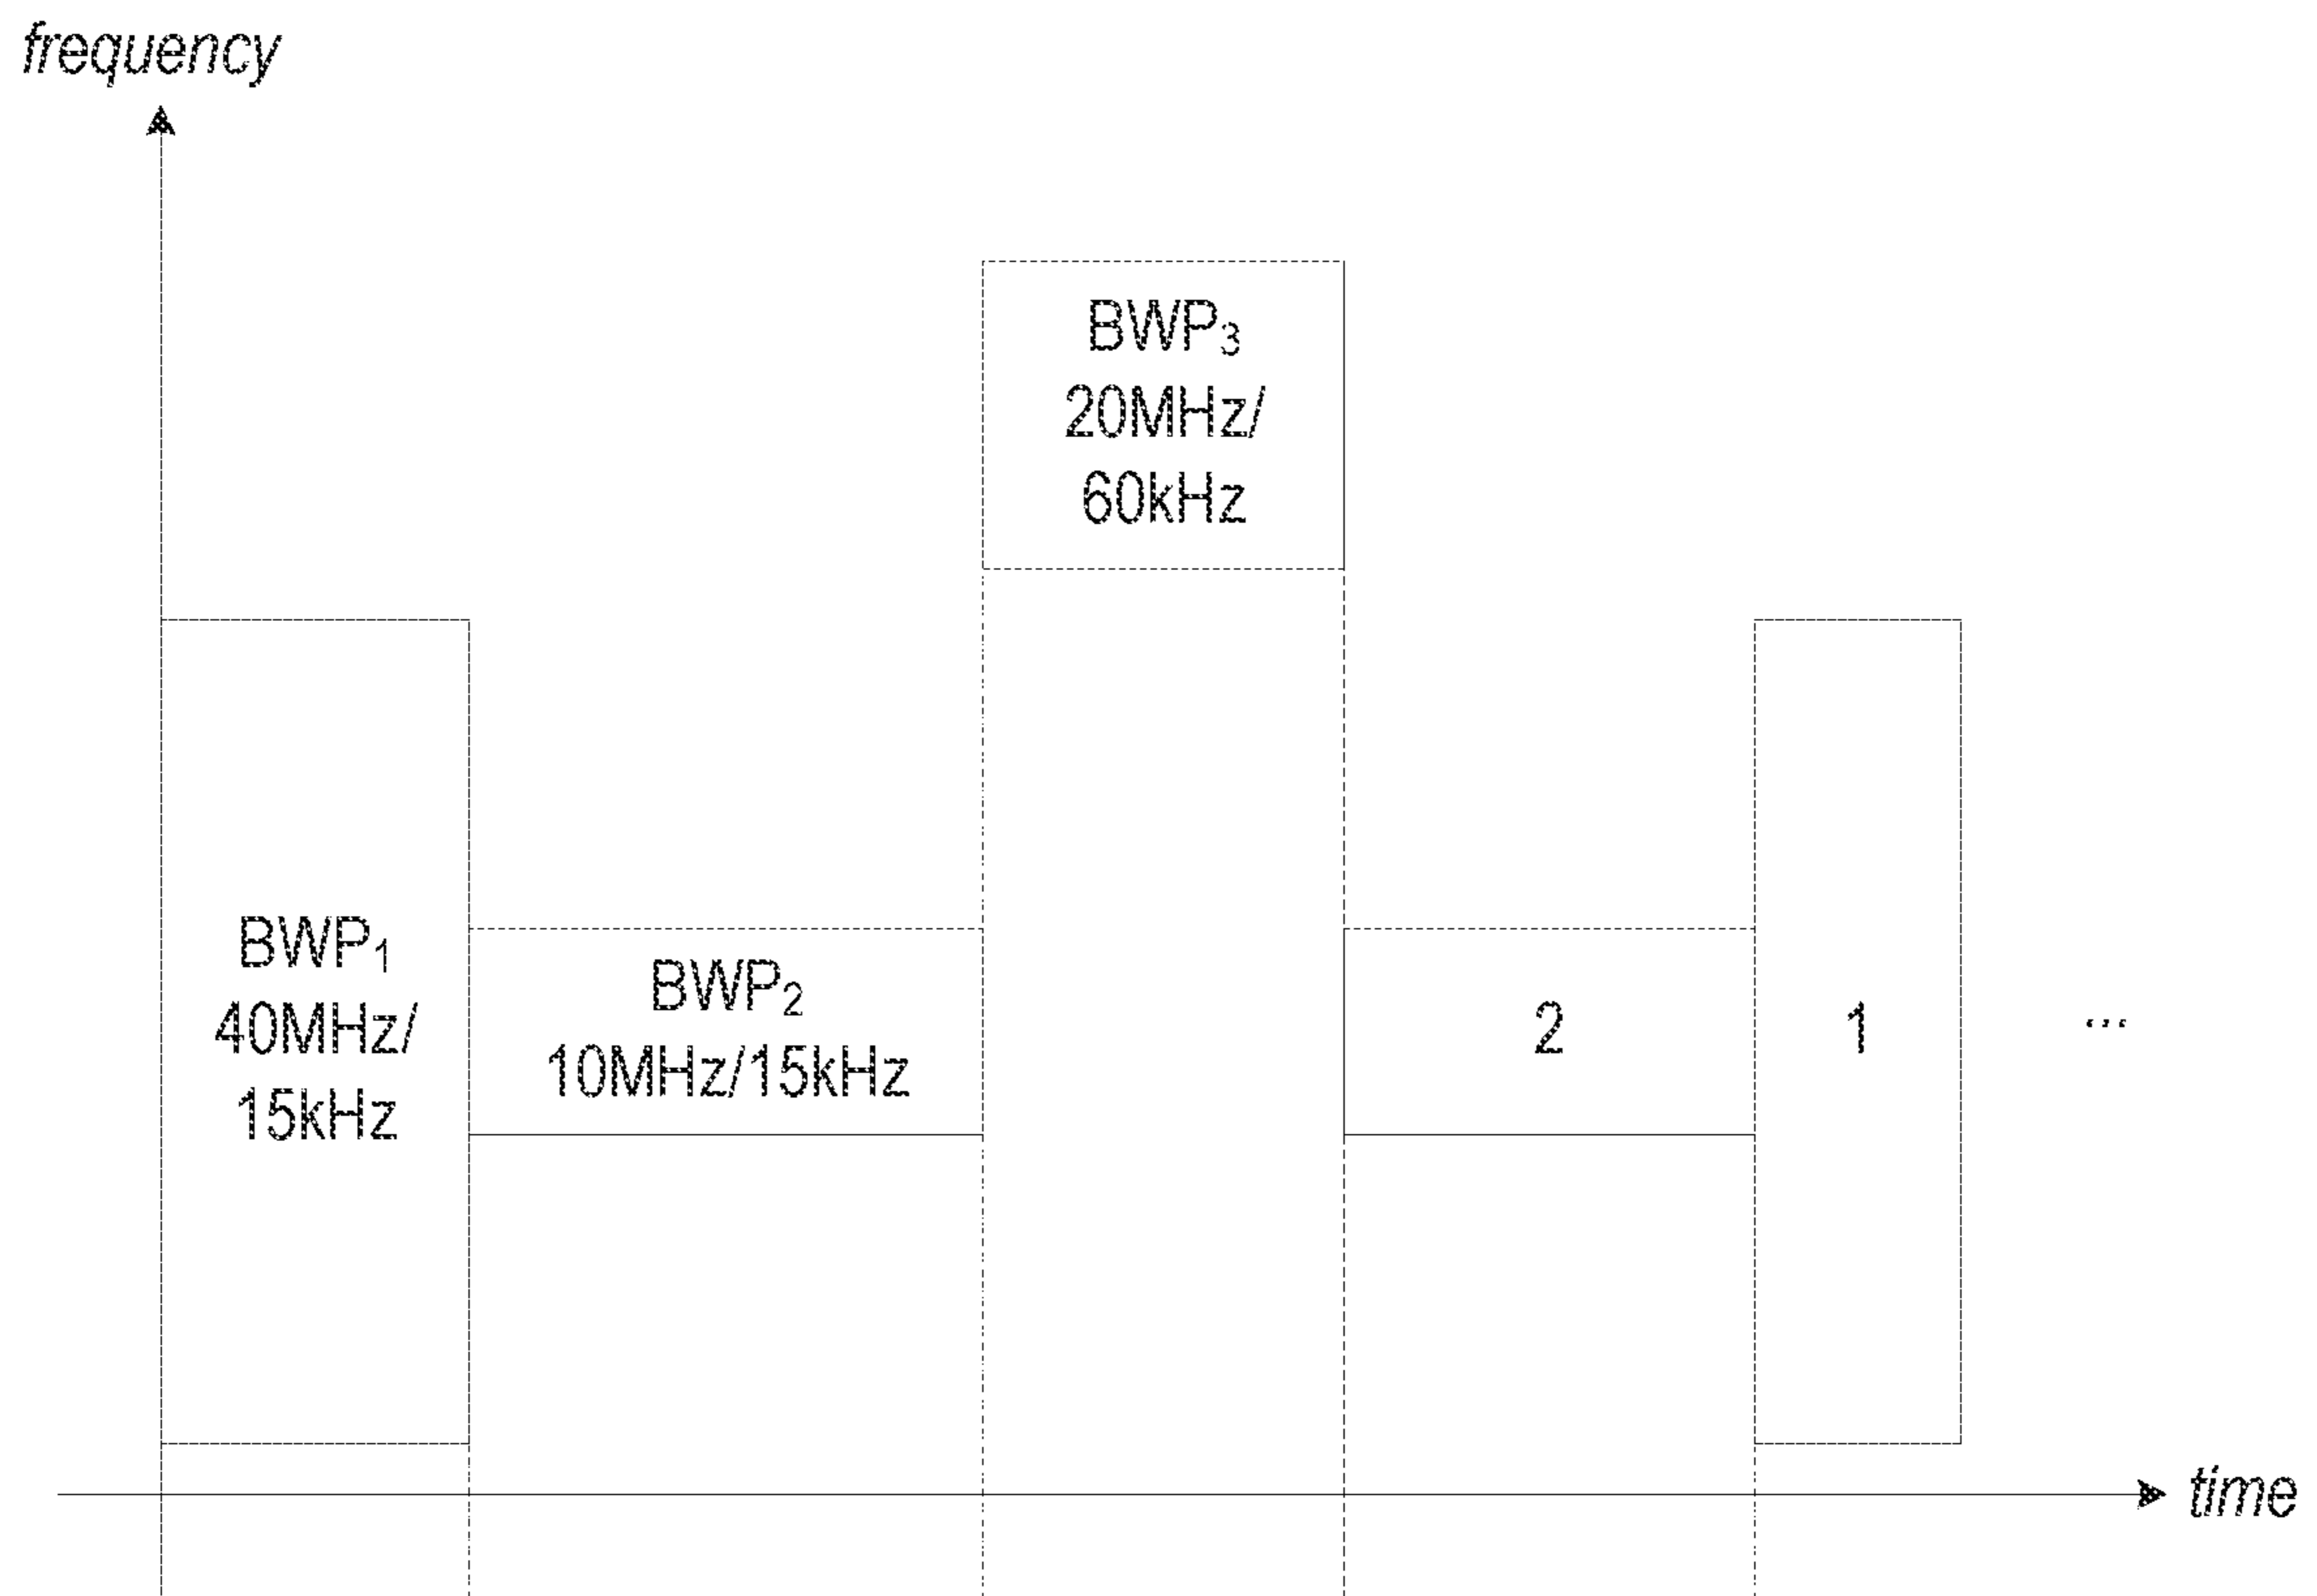 frequency
BWP₃
20MHz/
60kHz
BWP₁
40MHz/
15kHz
BWP₂
10MHz/15kHz
2
1
...
time